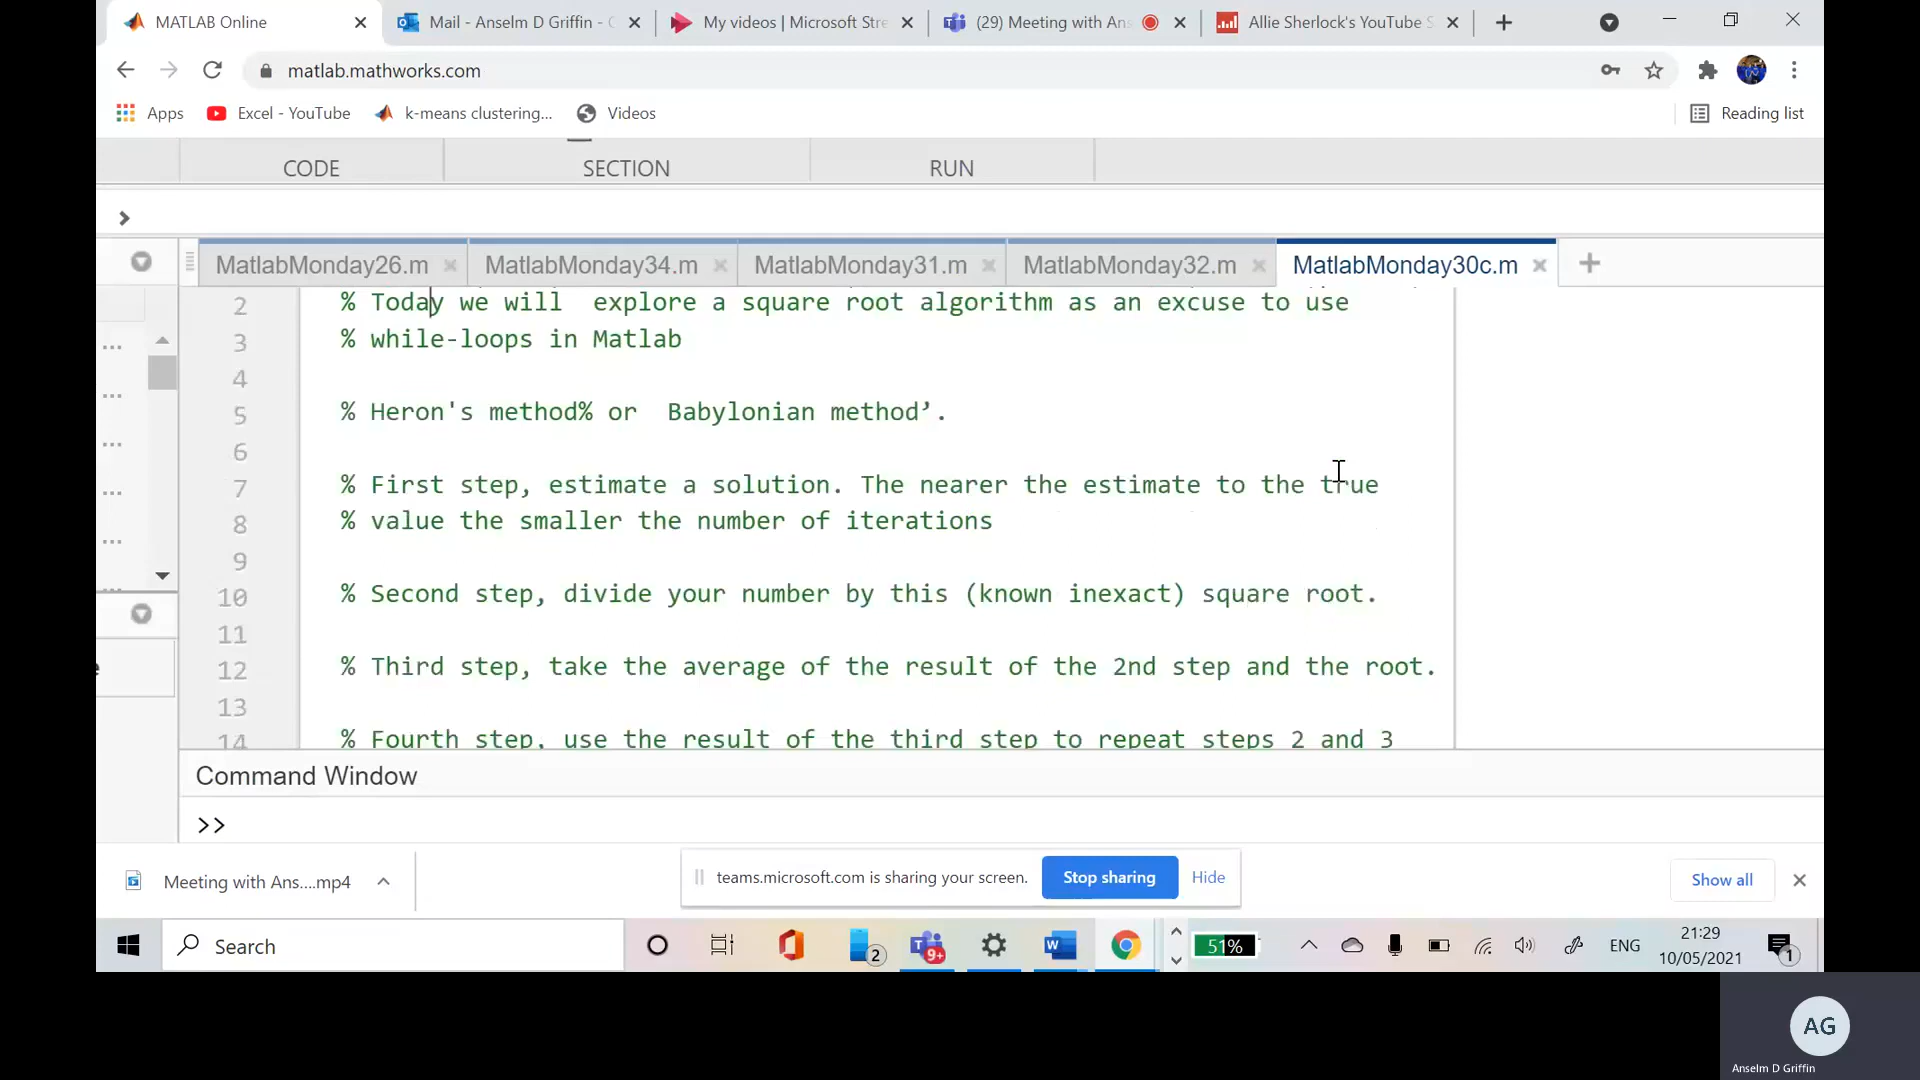 MATLAB Online
Mail - Anselm D Griffin -
My videos | Microsoft Stre
(29) Meeting with Ans
Allie Sherlock's YouTube S
matlab.mathworks.com
Apps
Excel - YouTube
k-means clustering...
Videos
Reading list
CODE
SECTION
RUN
MatlabMonday26.m
MatlabMonday34.m
MatlabMonday31.m
MatlabMonday32.m
MatlabMonday30c.m
2 % Today we will  explore a square root algorithm as an excuse to use
3 % while-loops in Matlab
4
5 % Heron's method% or  Babylonian method’.
6
7 % First step, estimate a solution. The nearer the estimate to the true
8 % value the smaller the number of iterations
9
10 % Second step, divide your number by this (known inexact) square root.
11
12 % Third step, take the average of the result of the 2nd step and the root.
13
14 % Fourth step, use the result of the third step to repeat steps 2 and 3
Command Window
>>
Meeting with Ans....mp4
teams.microsoft.com is sharing your screen.
Stop sharing
Hide
Show all
Search
2
9+
51%
ENG
21:29
10/05/2021
1
AG
Anselm D Griffin